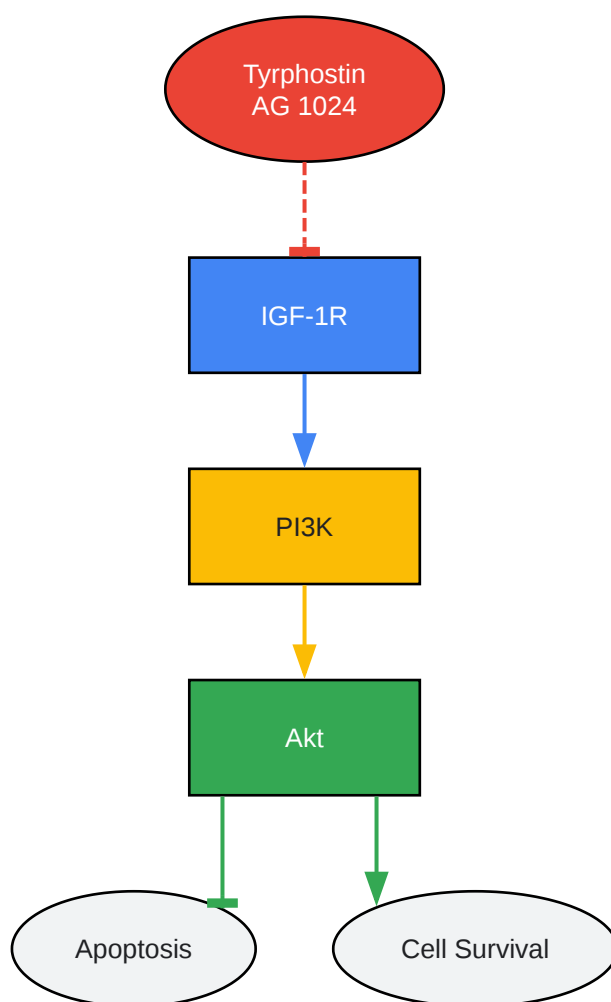 Tyrphostin
AG 1024
IGF-1R
PI3K
Akt
Apoptosis
Cell Survival